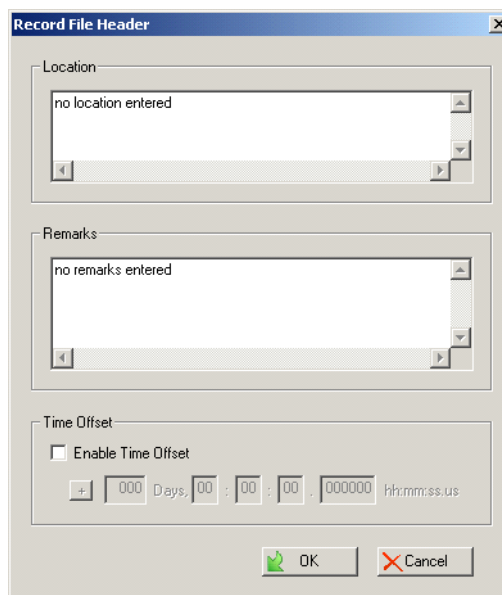 Record File Header
Location
no location entered
Remarks
no remarks entered
Time Offset
Enable Time Offset
+ 000 Days, 00 : 00 : 00 . 000000 hh:mm:ss.us
OK Cancel